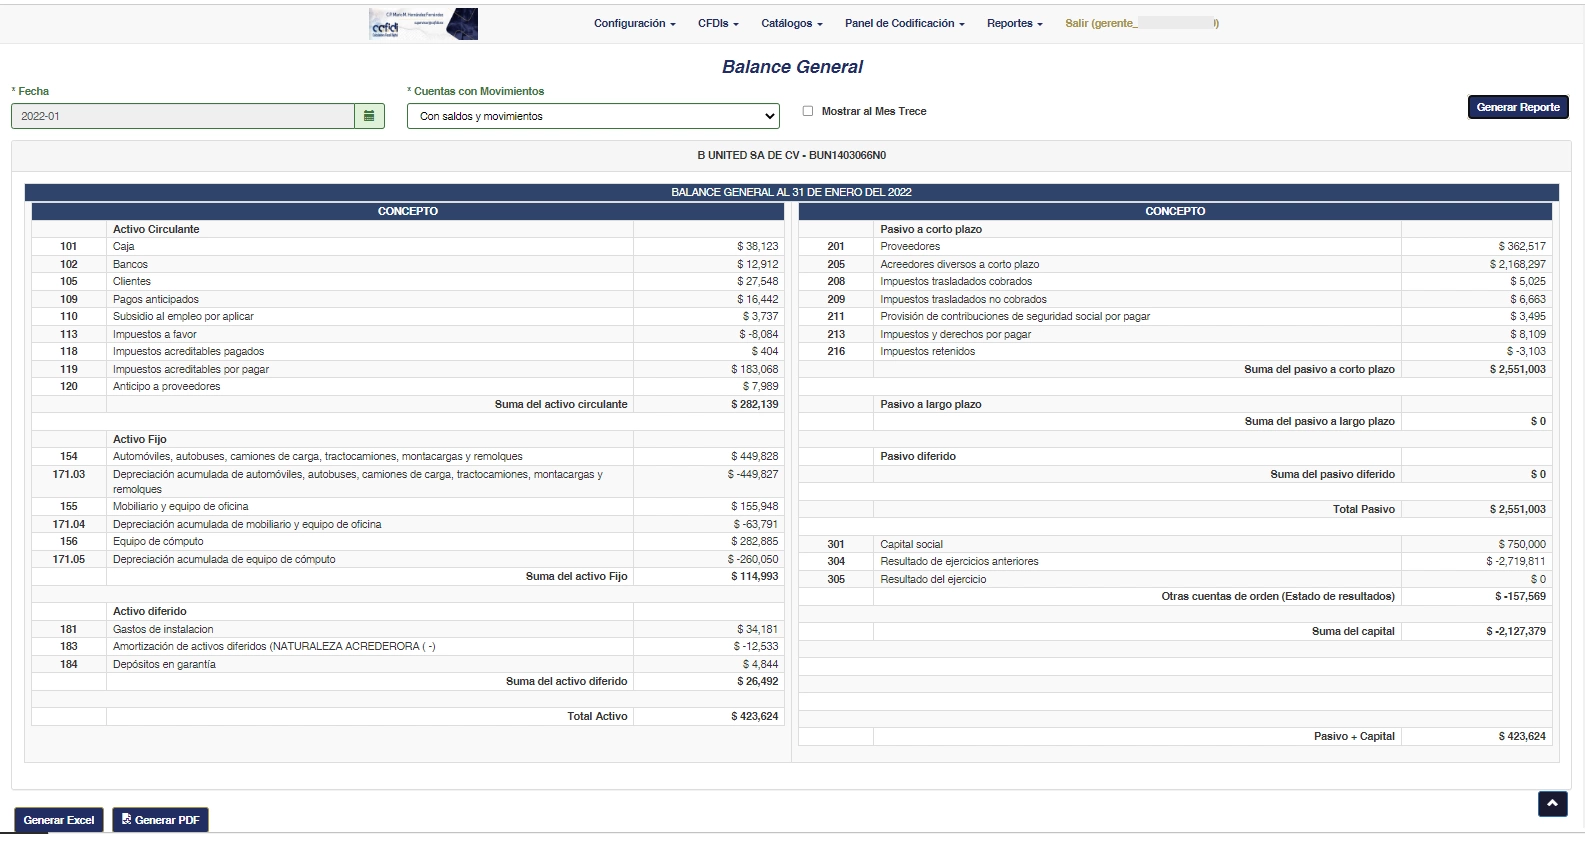 C.P. Mario M. Hernández Fernández
ccfidi
Configuración
CFDIs
Catálogos
Panel de Codificación
Reportes
Salir (gerente_
)
Balance General
* Fecha
2022-01
* Cuentas con Movimientos
Con saldos y movimientos
Mostrar al Mes Trece
Generar Reporte
B UNITED SA DE CV - BUN1403066N0
BALANCE GENERAL AL 31 DE ENERO DEL 2022
CONCEPTO
Activo Circulante
101 Caja $ 38,123
102 Bancos $ 12,912
105 Clientes $ 27,548
109 Pagos anticipados $ 16,442
110 Subsidio al empleo por aplicar $ 3,737
113 Impuestos a favor $ -8,084
118 Impuestos acreditables pagados $ 404
119 Impuestos acreditables por pagar $ 183,068
120 Anticipo a proveedores $ 7,989
Suma del activo circulante $ 282,139
Activo Fijo
154 Automóviles, autobuses, camiones de carga, tractocamiones, montacargas y remolques $ 449,828
171.03 Depreciación acumulada de automóviles, autobuses, camiones de carga, tractocamiones, montacargas y $ -449,827
remolques
155 Mobiliario y equipo de oficina $ 155,948
171.04 Depreciación acumulada de mobiliario y equipo de oficina $ -63,791
156 Equipo de cómputo $ 282,885
171.05 Depreciación acumulada de equipo de cómputo $ -260,050
Suma del activo Fijo $ 114,993
Activo diferido
181 Gastos de instalacion $ 34,181
183 Amortización de activos diferidos (NATURALEZA ACREDERORA ( -) $ -12,533
184 Depósitos en garantía $ 4,844
Suma del activo diferido $ 26,492
Total Activo $ 423,624
CONCEPTO
Pasivo a corto plazo
201 Proveedores $ 362,517
205 Acreedores diversos a corto plazo $ 2,168,297
208 Impuestos trasladados cobrados $ 5,025
209 Impuestos trasladados no cobrados $ 6,663
211 Provisión de contribuciones de seguridad social por pagar $ 3,495
213 Impuestos y derechos por pagar $ 8,109
216 Impuestos retenidos $ -3,103
Suma del pasivo a corto plazo $ 2,551,003
Pasivo a largo plazo
Suma del pasivo a largo plazo $ 0
Pasivo diferido
Suma del pasivo diferido $ 0
Total Pasivo $ 2,551,003
301 Capital social $ 750,000
304 Resultado de ejercicios anteriores $ -2,719,811
305 Resultado del ejercicio $ 0
Otras cuentas de orden (Estado de resultados) $ -157,569
Suma del capital $ -2,127,379
Pasivo + Capital $ 423,624
Generar Excel
Generar PDF